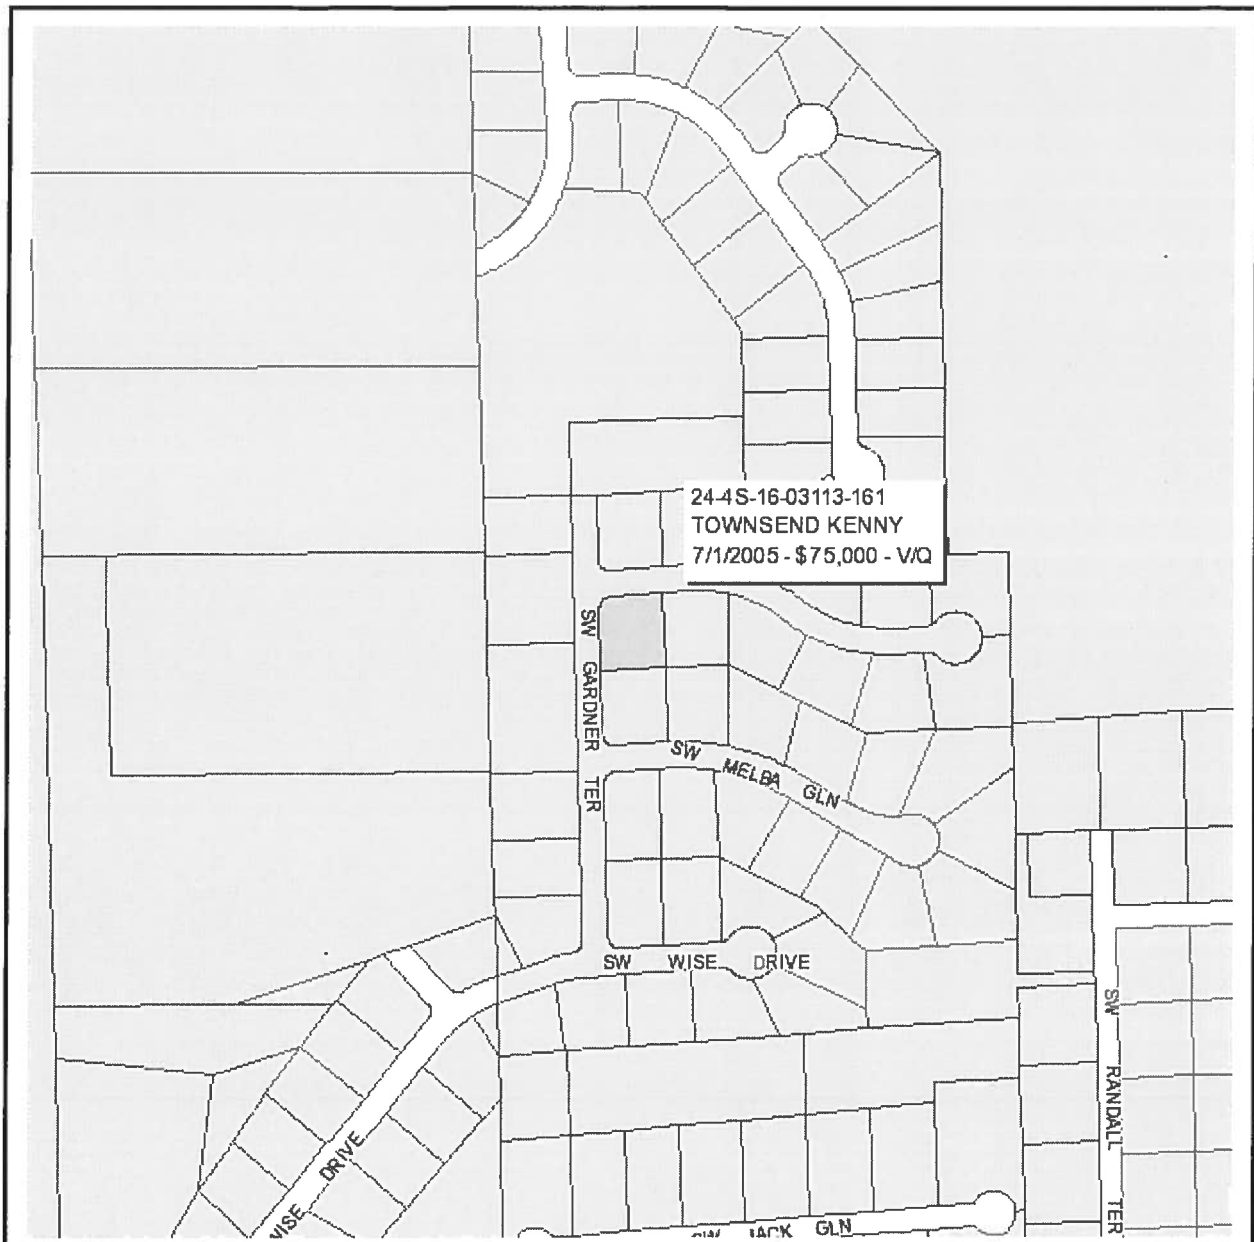 24-4S-16-03113-161
TOWNSEND KENNY
7/1/2005 - $75,000 - V/Q
SW GARDNER TER
SW MELBA GLN
SW WISE DRIVE
SW RANDALL TER
WISE DRIVE
SW JACK GLN